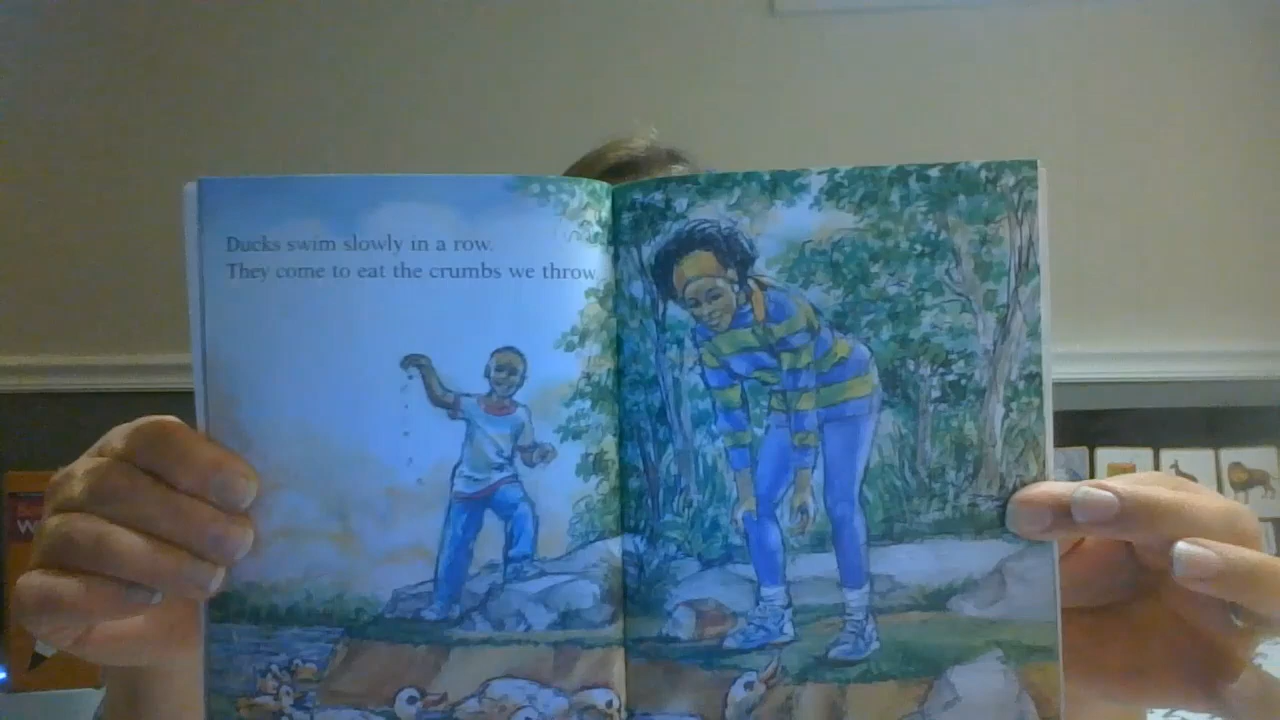 Ducks swim slowly in a row.
They come to eat the crumbs we throw